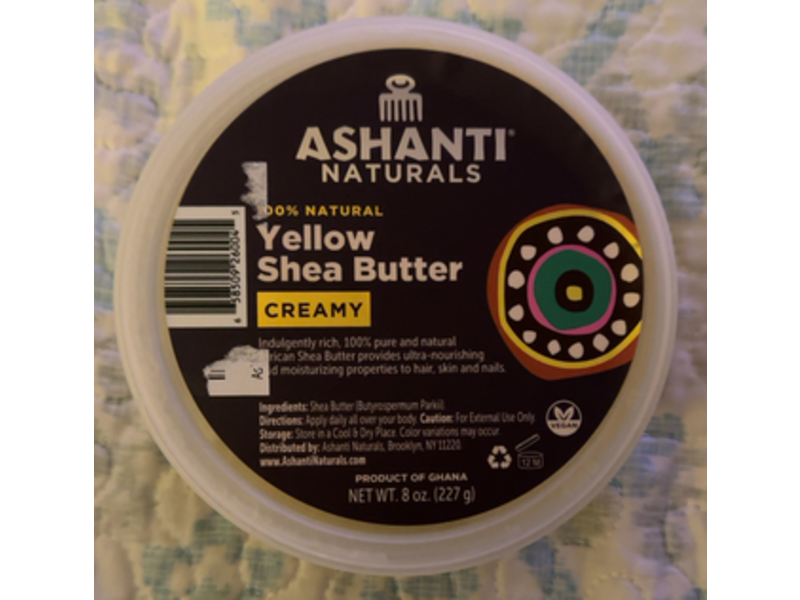 ASHANTI®
NATURALS
00% NATURAL
Yellow
Shea Butter
CREAMY
Indulgently rich, 100% pure and natural
rican Shea Butter provides ultra-nourishing
d moisturizing properties to hair, skin and nails.
Ingredients: Shea Butter (Butyrospermum Parkii).
Directions: Apply daily all over your body. Caution: For External Use Only.
Storage: Store in a Cool & Dry Place. Color variations may occur.
Distributed by: Ashanti Naturals, Brooklyn, NY 11220.
www.AshantiNaturals.com
VEGAN
12 M
PRODUCT OF GHANA
NET WT. 8 oz. (227 g)
AG